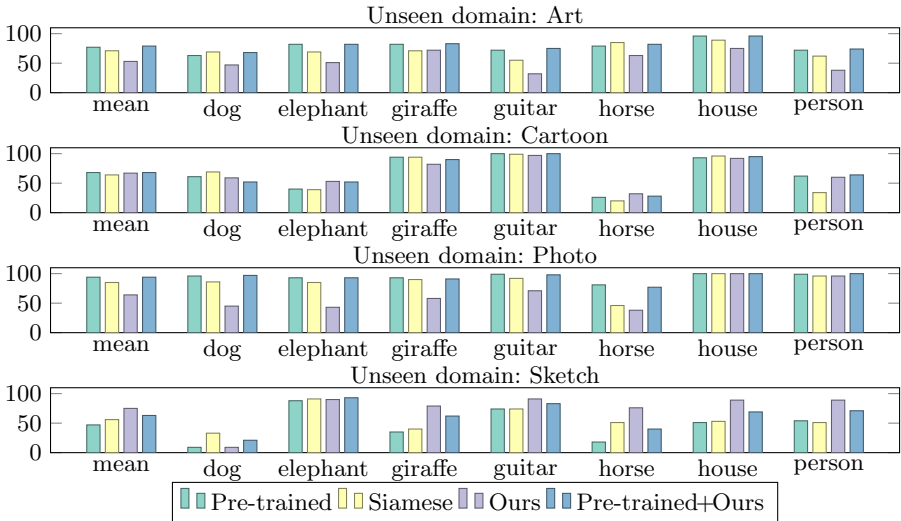 Unseen domain: Art
100
50
0
mean dog elephant giraffe guitar horse house person
Unseen domain: Cartoon
100
50
0
mean dog elephant giraffe guitar horse house person
Unseen domain: Photo
100
50
0
mean dog elephant giraffe guitar horse house person
Unseen domain: Sketch
100
50
0
mean dog elephant giraffe guitar horse house person
Pre-trained Siamese Ours Pre-trained+Ours